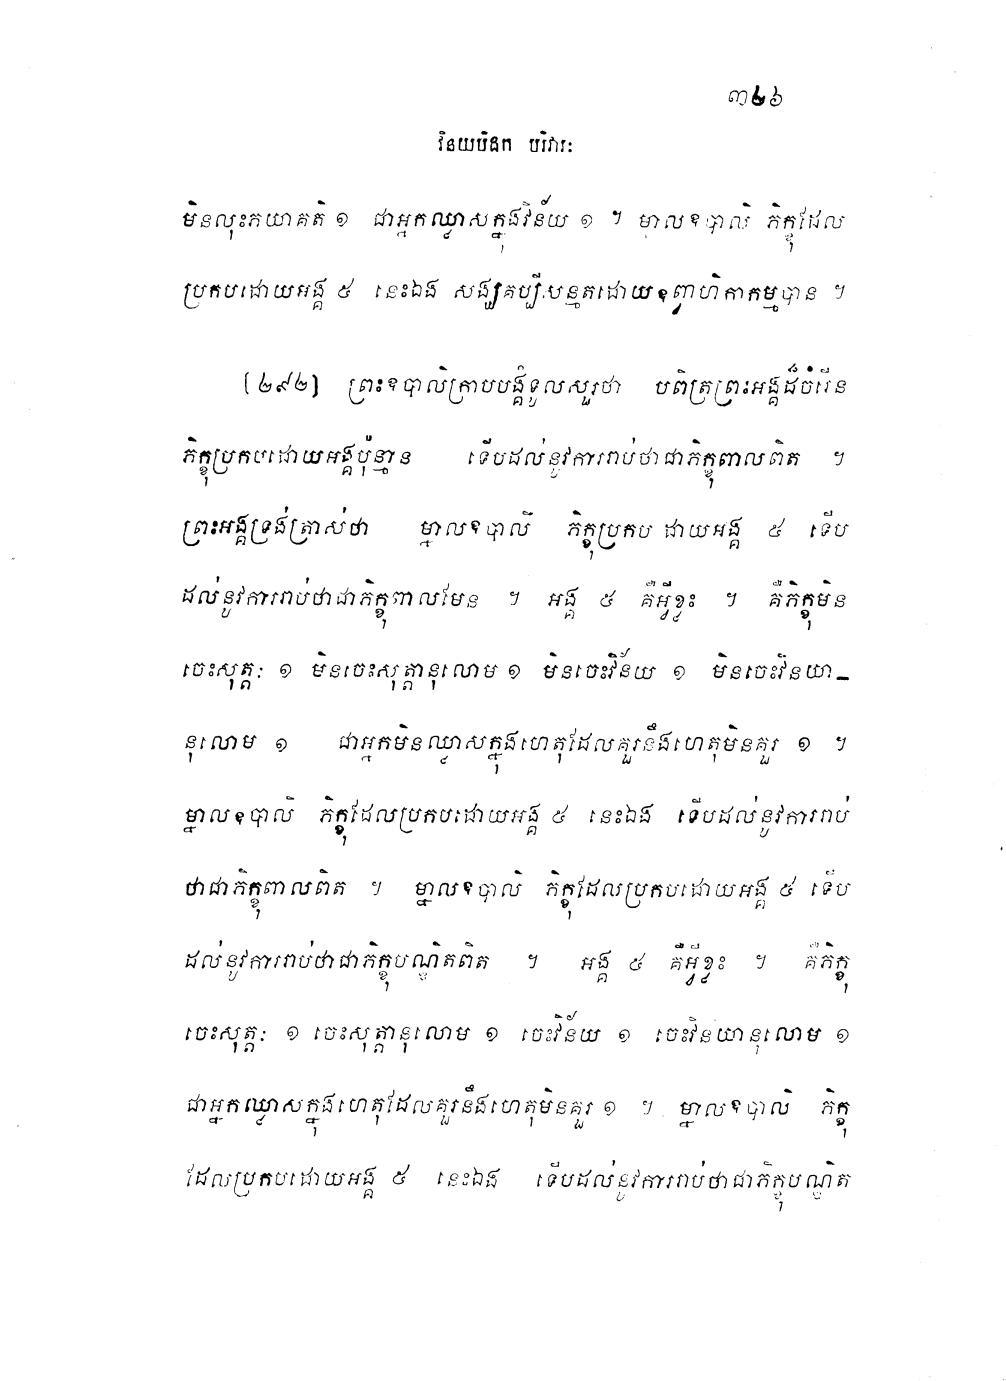 ៣២៦
វិនយបិដក បរិវារៈ
មិនលុះភយាគតិ ១ ជាអ្នកឈ្វាសក្នុងវិន័យ ១ ។ ម្នាលឧបាលិ ភិក្ខុដែល
ប្រកបដោយអង្គ ៥ នេះឯង សង្ឃគប្បីសន្មតដោយឧព្វាហិកាកម្មបាន ។
(២៩២) ព្រះឧបាលិក្រាបបង្គំទូលសួរថា បពិត្រព្រះអង្គដ៏ចំរើន
ភិក្ខុប្រកបដោយអង្គប៉ុន្មាន ទើបដល់នូវការរាប់ថាជាភិក្ខុពាលពិត ។
ព្រះអង្គទ្រង់ត្រាស់ថា ម្នាលឧបាលិ ភិក្ខុប្រកបដោយអង្គ ៥ ទើប
ដល់នូវការរាប់ថាជាភិក្ខុពាលមែន ។ អង្គ ៥ គឺអ្វីខ្លះ ។ គឺភិក្ខុមិន
ចេះសុត្តៈ ១ មិនចេះសុត្តានុលោម ១ មិនចេះវិន័យ ១ មិនចេះវិនយា-
នុលោម ១ ជាអ្នកមិនឈ្វាសក្នុងហេតុដែលគួរនឹងហេតុមិនគួរ ១ ។
ម្នាលឧបាលិ ភិក្ខុដែលប្រកបដោយអង្គ ៥ នេះឯង ទើបដល់នូវការរាប់
ថាជាភិក្ខុពាលពិត ។ ម្នាលឧបាលិ ភិក្ខុដែលប្រកបដោយអង្គ ៥ ទើប
ដល់នូវការរាប់ថាជាភិក្ខុបណ្ឌិតពិត ។ អង្គ ៥ គឺអ្វីខ្លះ ។ គឺភិក្ខុ
ចេះសុត្តៈ ១ ចេះសុត្តានុលោម ១ ចេះវិន័យ ១ ចេះវិនយានុលោម ១
ជាអ្នកឈ្វាសក្នុងហេតុដែលគួរនឹងហេតុមិនគួរ ១ ។ ម្នាលឧបាលិ ភិក្ខុ
ដែលប្រកបដោយអង្គ ៥ នេះឯង ទើបដល់នូវការរាប់ថាជាភិក្ខុបណ្ឌិត